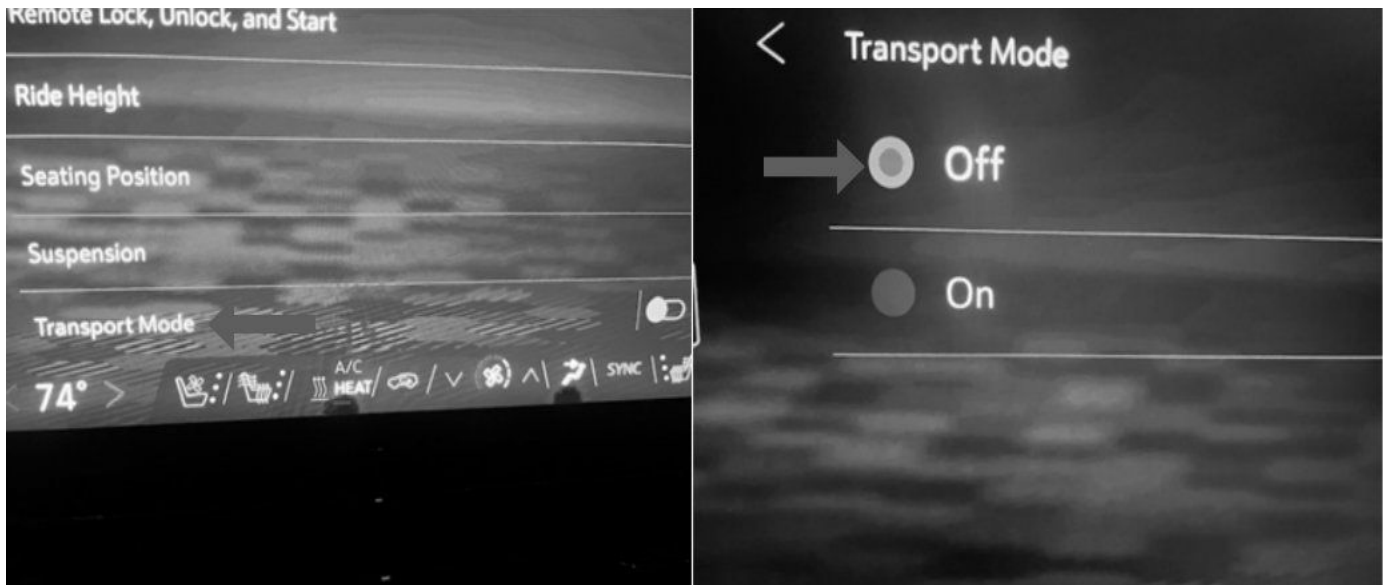 Remote Lock, Unlock, and Start
Ride Height
Seating Position
Suspension
Transport Mode
74°
A/C
HEAT
SYNC
Transport Mode
Off
On